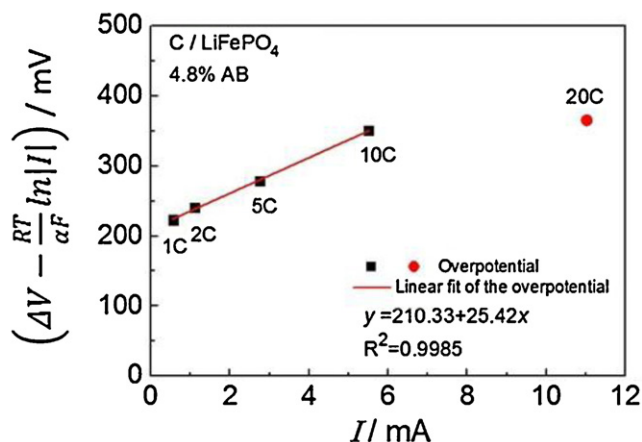 C / LiFePO₄
4.8% AB
500
400
300
200
100
0
(ΔV − RT/αF ln|I|) / mV
1C
2C
5C
10C
20C
Overpotential
Linear fit of the overpotential
y =210.33+25.42x
R²=0.9985
0 2 4 6 8 10 12
I / mA